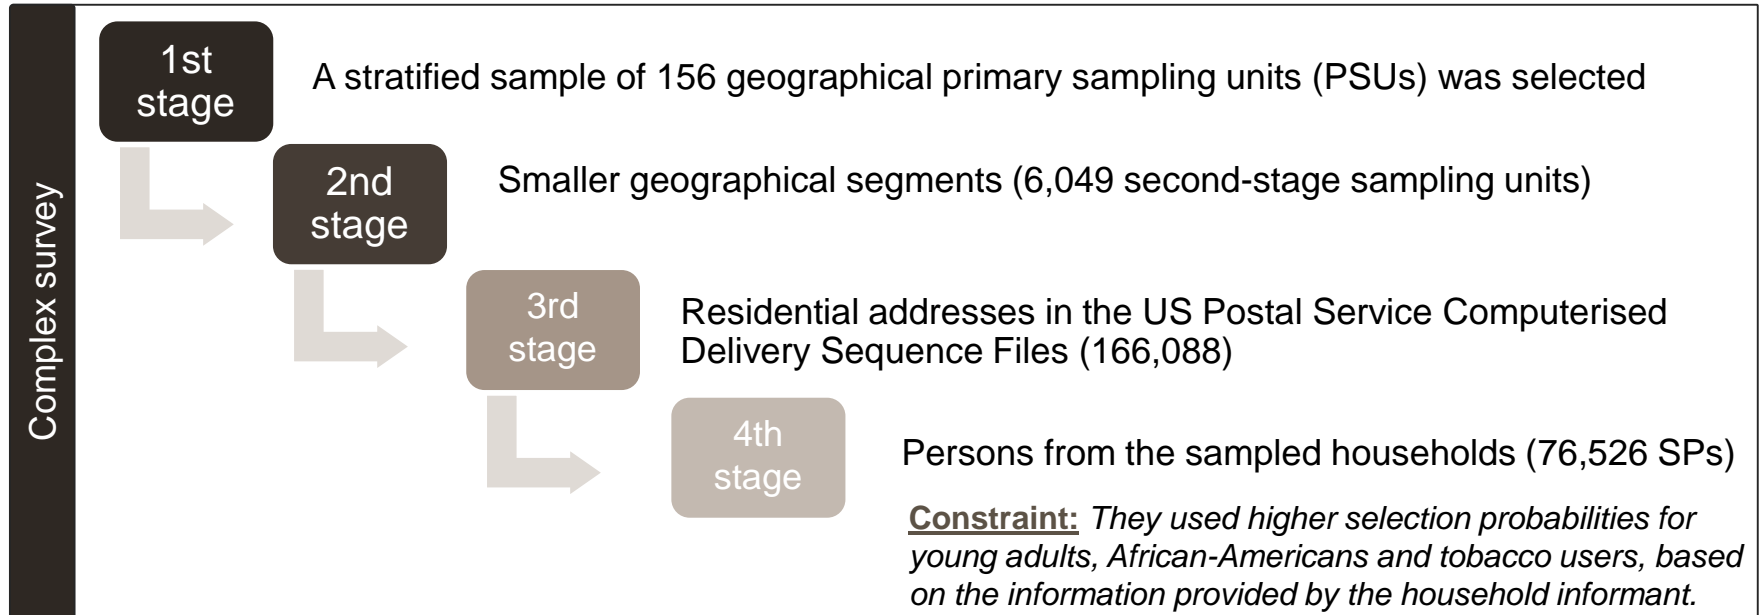 Complex survey
1st
stage
A stratified sample of 156 geographical primary sampling units (PSUs) was selected
2nd
stage
Smaller geographical segments (6,049 second-stage sampling units)
3rd
stage
Residential addresses in the US Postal Service Computerised
Delivery Sequence Files (166,088)
4th
stage
Persons from the sampled households (76,526 SPs)
Constraint: They used higher selection probabilities for
young adults, African-Americans and tobacco users, based
on the information provided by the household informant.